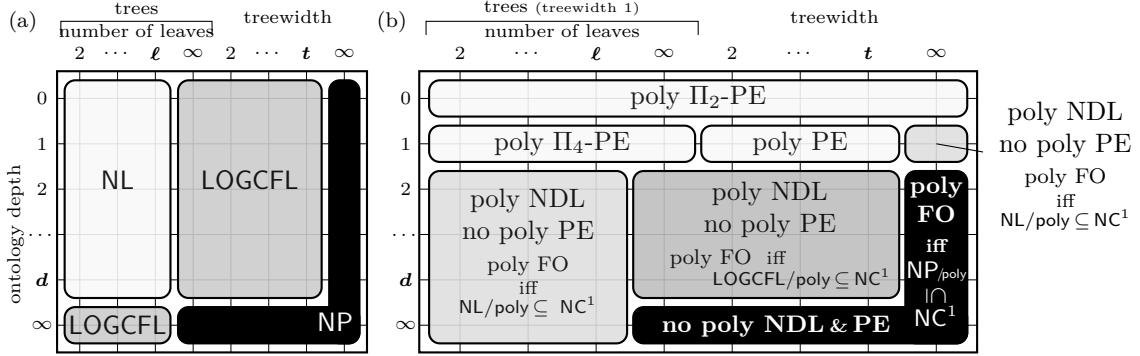 (a)
trees
number of leaves
treewidth
2 ··· ℓ ∞ 2 ··· t ∞
ontology depth
0
1
2
···
d
∞
NL
LOGCFL
LOGCFL
NP
(b)
trees (treewidth 1)
number of leaves
treewidth
2 ··· ℓ ∞ 2 ··· t ∞
0
1
2
···
d
∞
poly Π₂-PE
poly Π₄-PE
poly PE
poly NDL
no poly PE
poly FO
iff
NL/poly ⊆ NC¹
poly NDL
no poly PE
poly FO iff
LOGCFL/poly ⊆ NC¹
poly
FO
iff
NP/poly
⊆
NC¹
no poly NDL & PE
poly NDL
no poly PE
poly FO
iff
NL/poly ⊆ NC¹